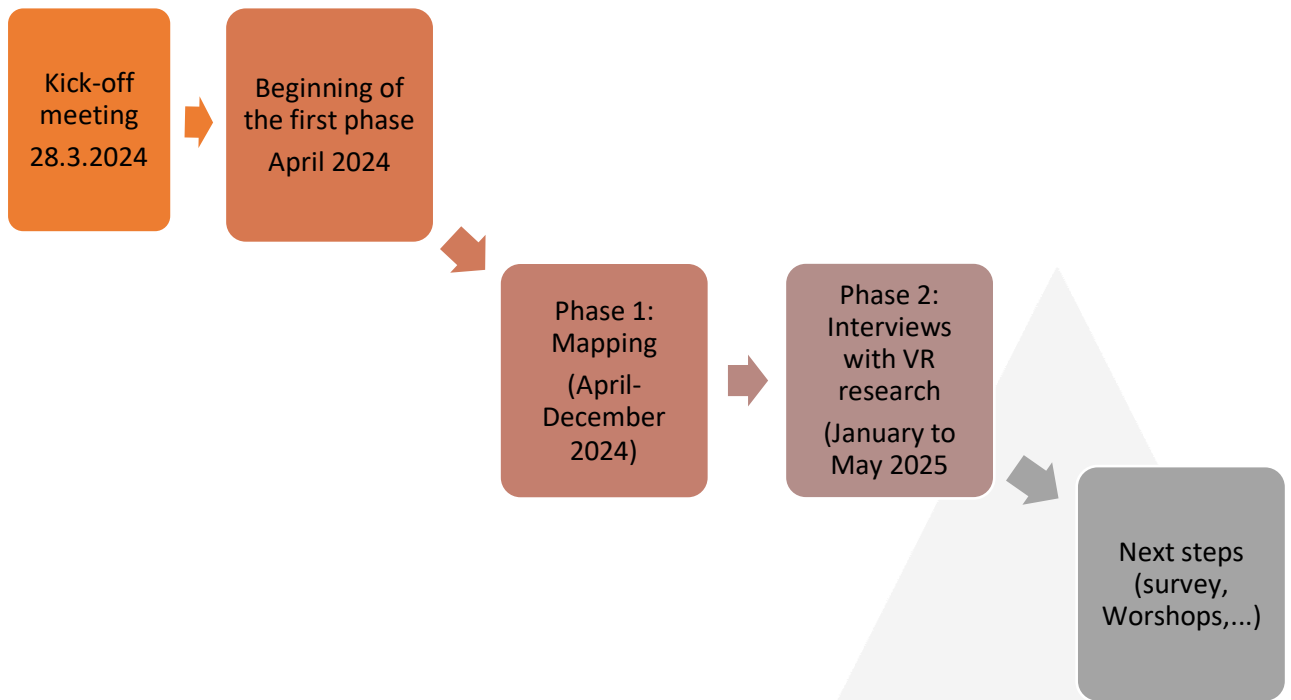 Kick-off
meeting
28.3.2024
Beginning of
the first phase
April 2024
Phase 1:
Mapping
(April-
December
2024)
Phase 2:
Interviews
with VR
research
(January to
May 2025
Next steps
(survey,
Worshops,...)